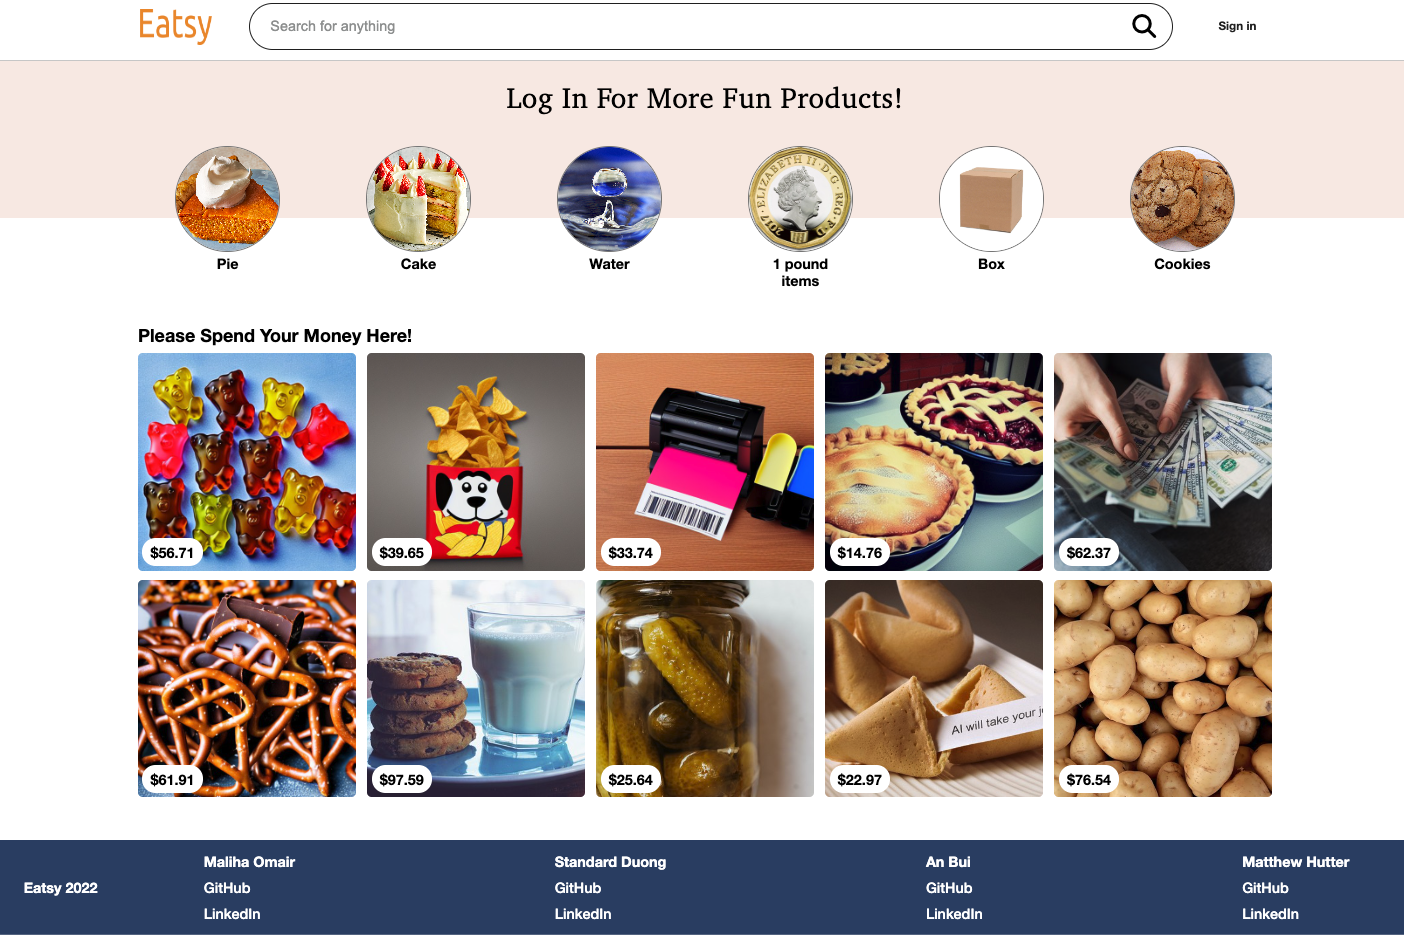 Eatsy
Search for anything
Sign in
Log In For More Fun Products!
ELIZABETH II · D · G · REG · F · D · 2017
Pie
Cake
Water
1 pound
items
Box
Cookies
Please Spend Your Money Here!
$56.71
$39.65
$33.74
$14.76
$62.37
AI will take your j
$61.91
$97.59
$25.64
$22.97
$76.54
Eatsy 2022
Maliha Omair
GitHub
LinkedIn
Standard Duong
GitHub
LinkedIn
An Bui
GitHub
LinkedIn
Matthew Hutter
GitHub
LinkedIn